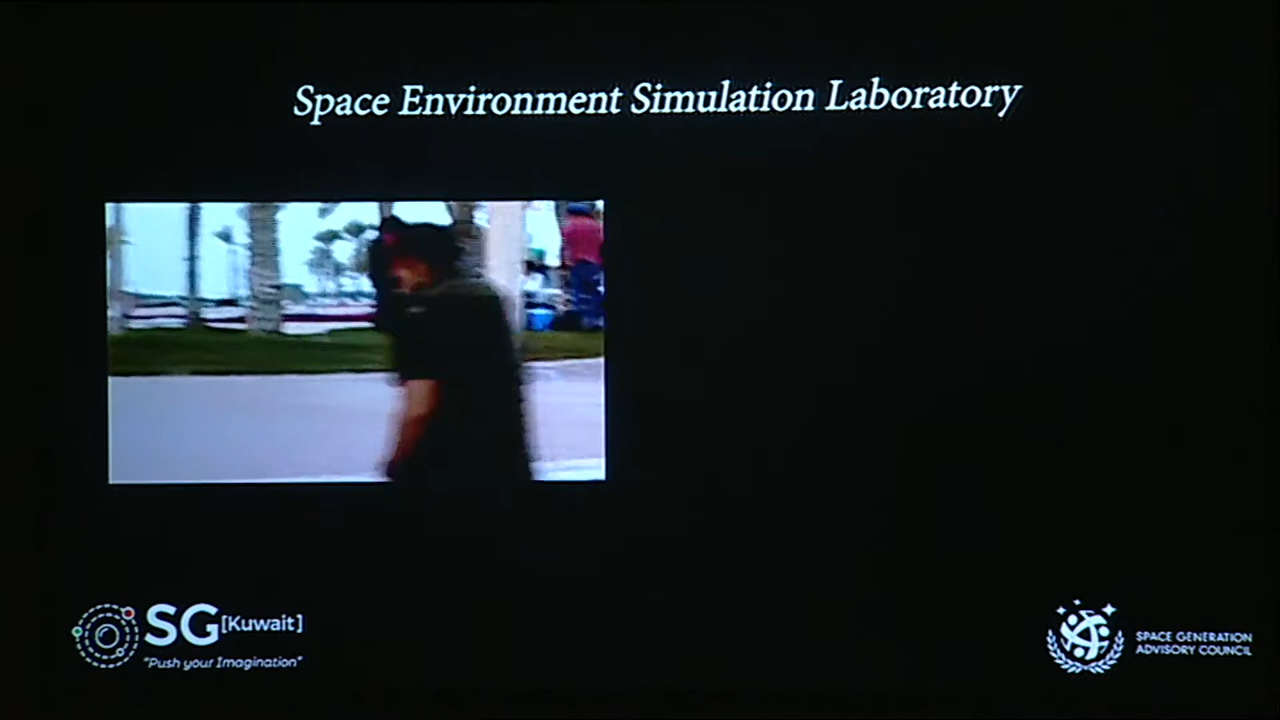 Space Environment Simulation Laboratory
SG[Kuwait]
"Push your Imagination"
SPACE GENERATION
ADVISORY COUNCIL